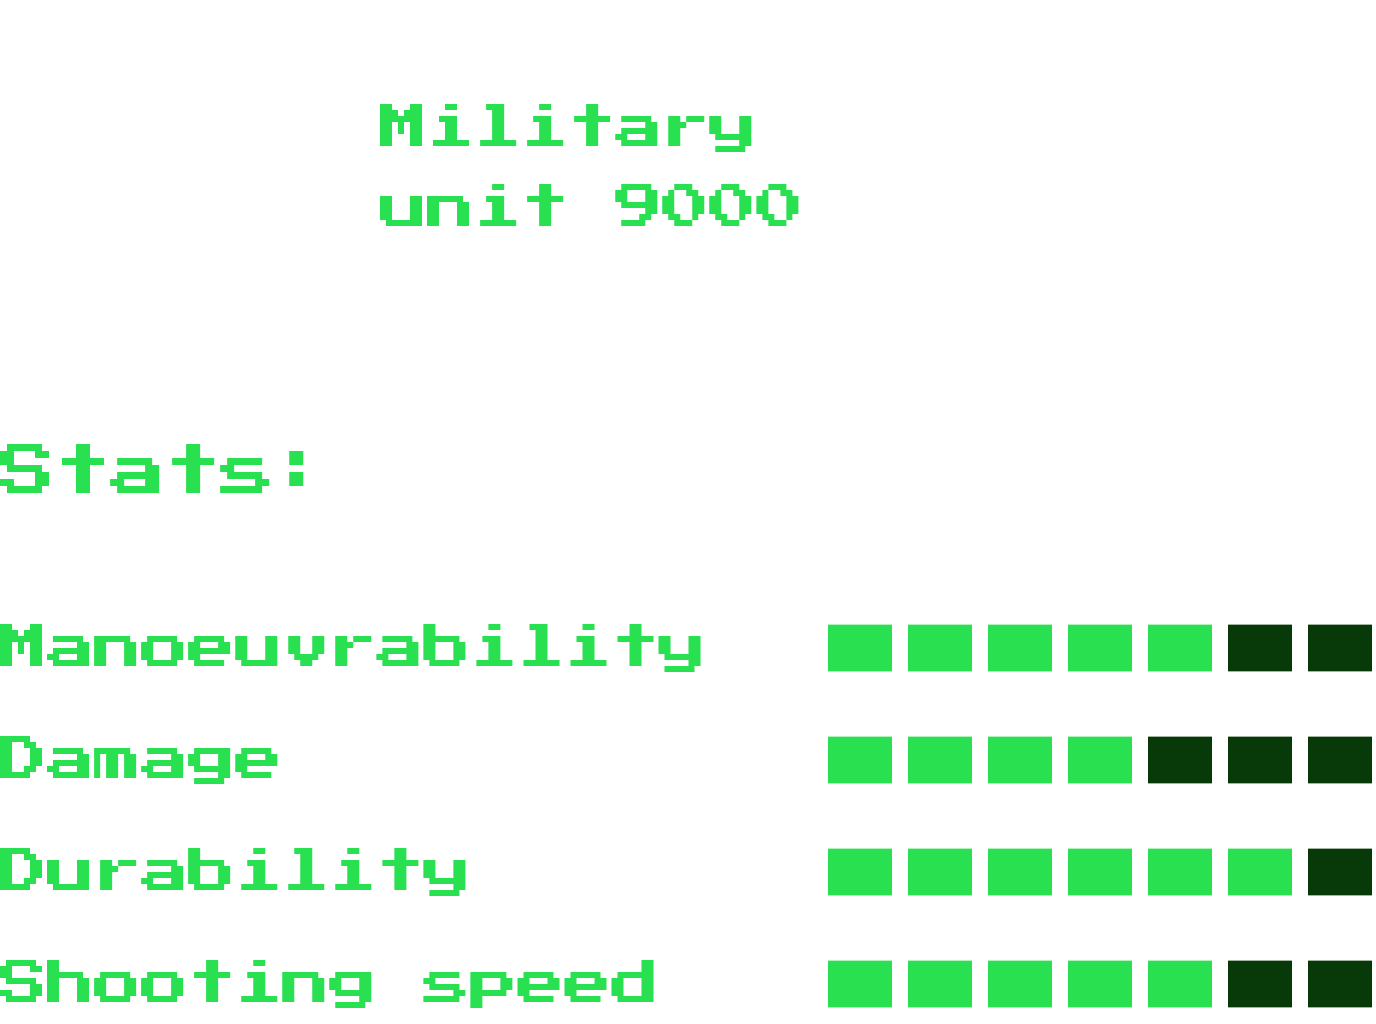 Military
unit 9000
Stats:
Manoeuvrability
Damage
Durability
Shooting speed